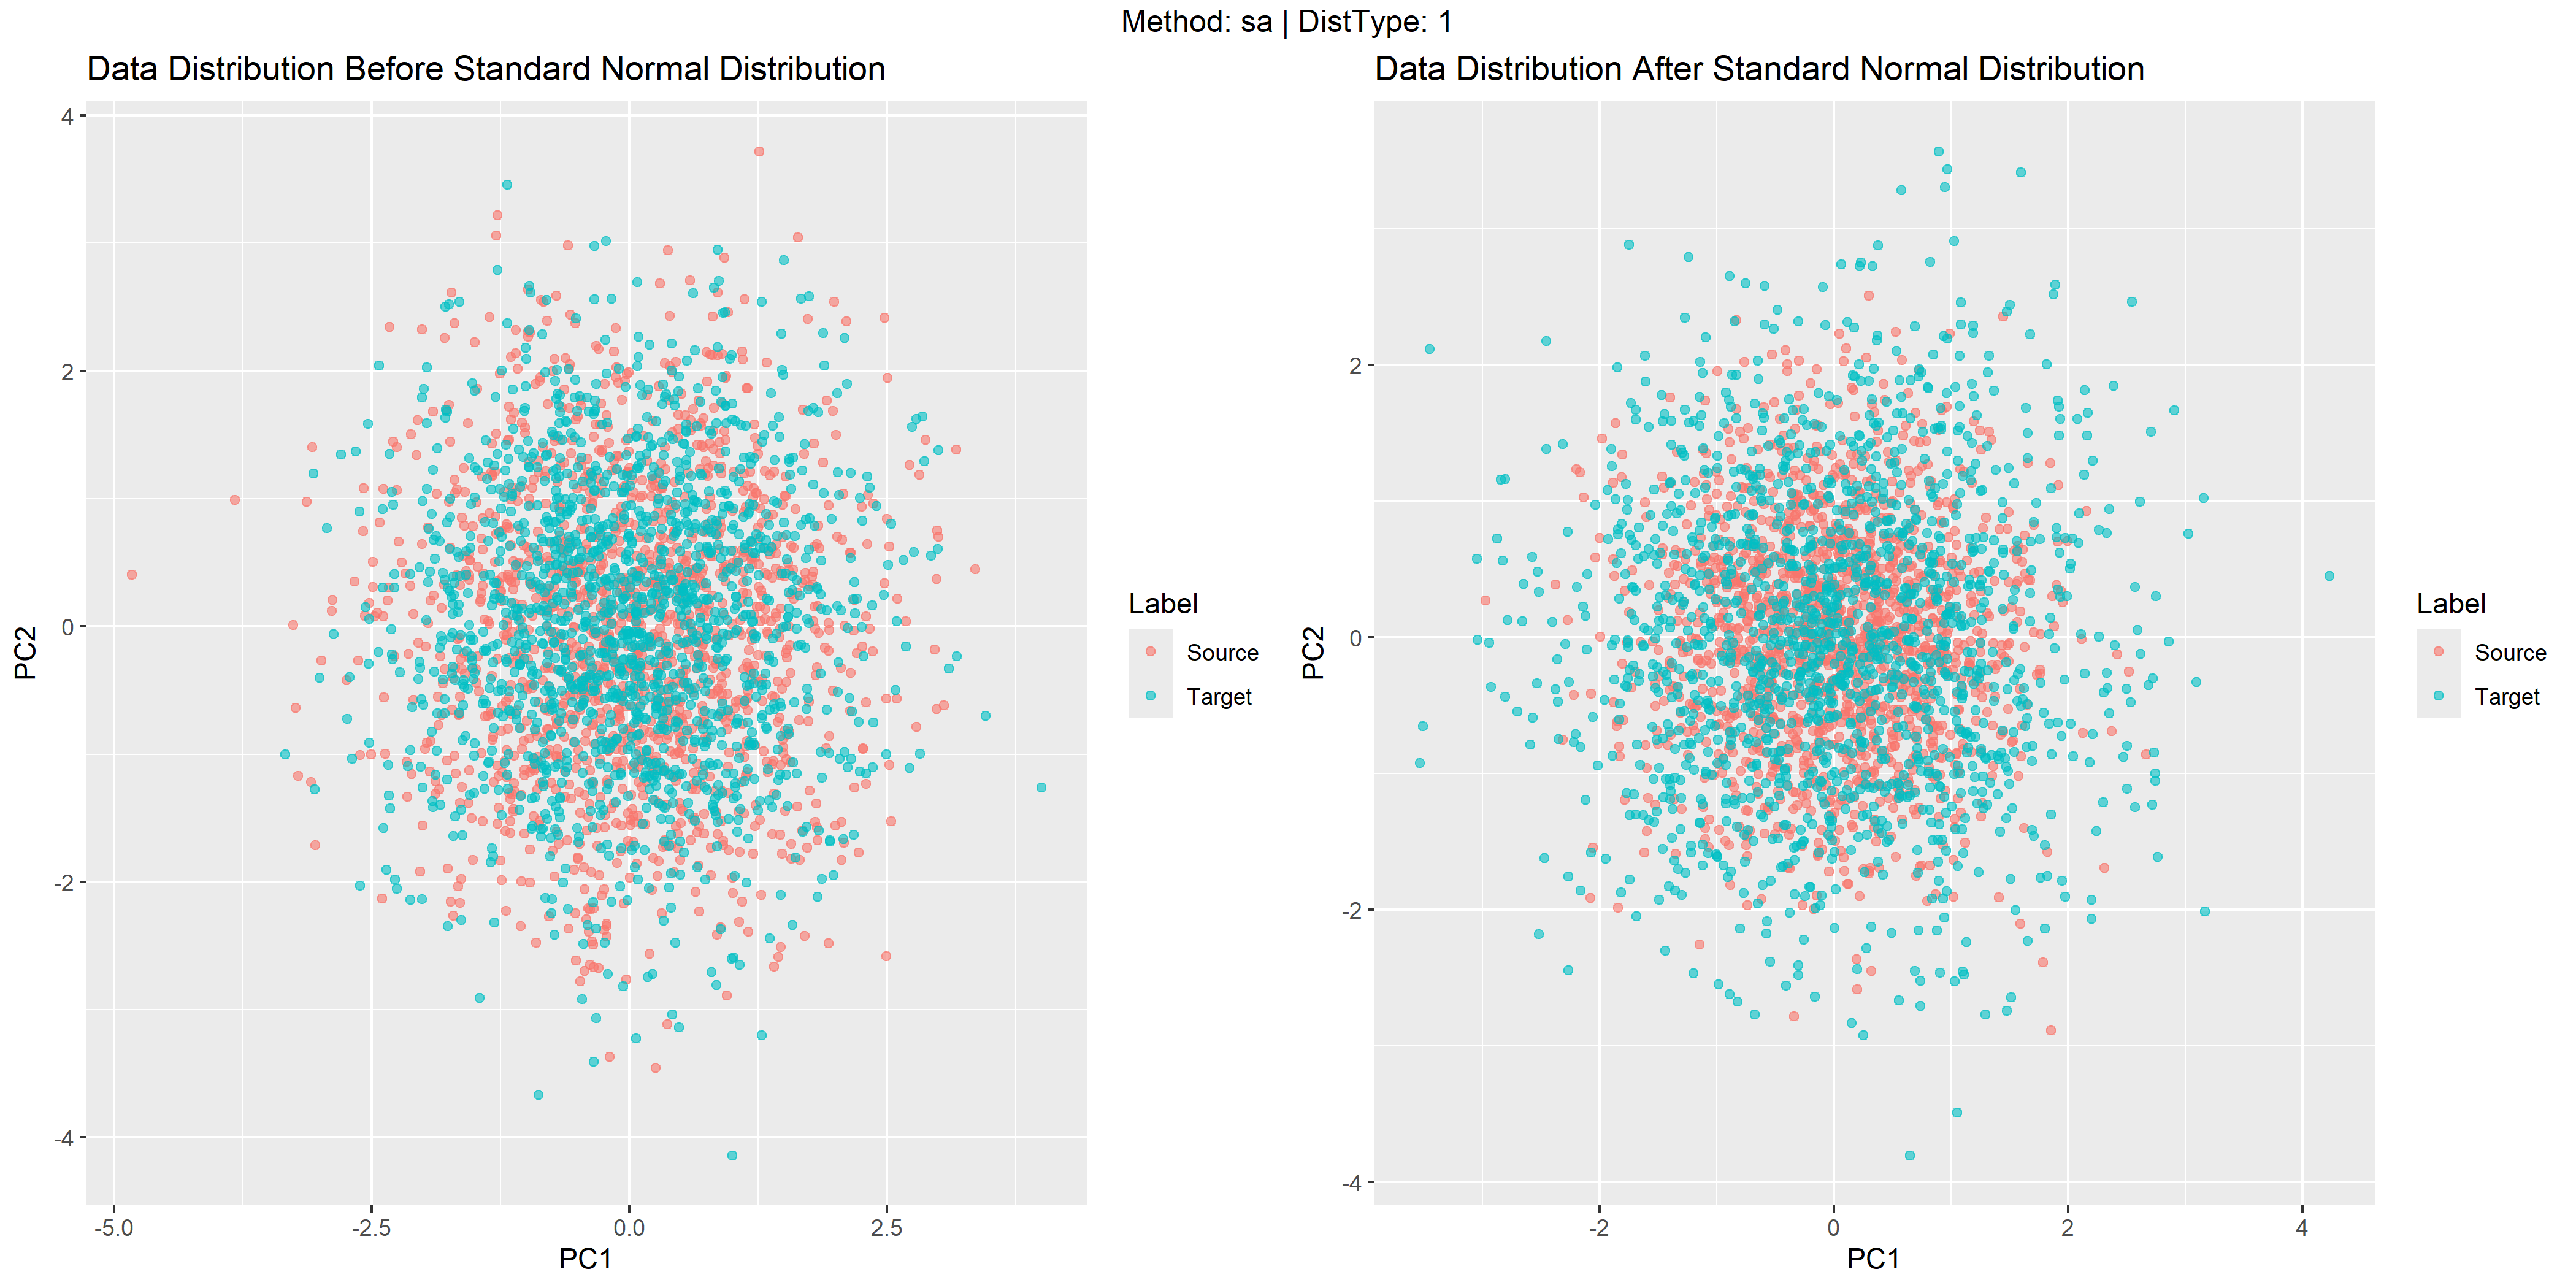 Method: sa | DistType: 1
Data Distribution Before Standard Normal Distribution
4
2
0
-2
-4
PC2
-5.0
-2.5
0.0
2.5
PC1
Label
Source
Target
Data Distribution After Standard Normal Distribution
2
0
-2
-4
PC2
-2
0
2
4
PC1
Label
Source
Target